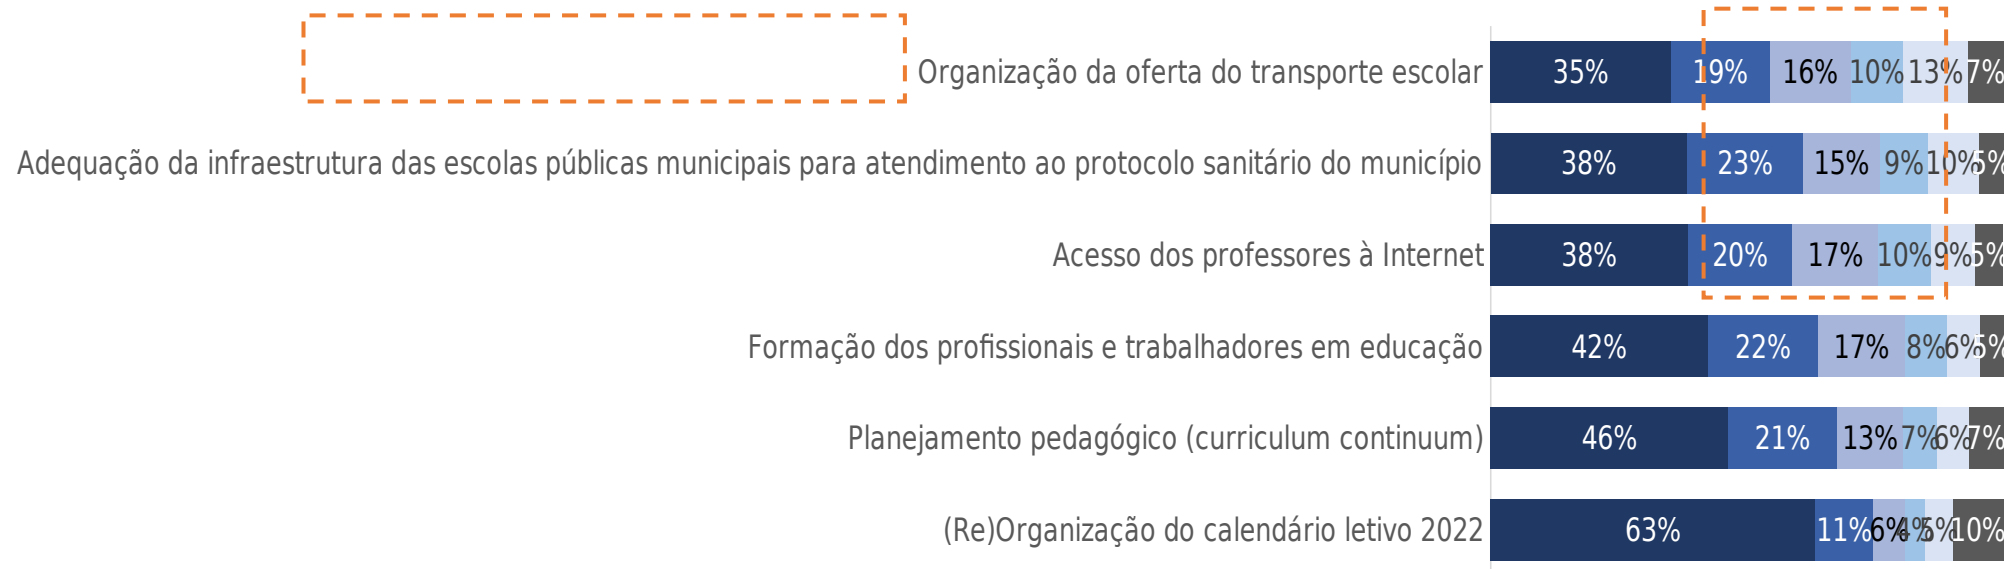 Organização da oferta do transporte escolar 35% 19% 16% 10% 13% 7%
Adequação da infraestrutura das escolas públicas municipais para atendimento ao protocolo sanitário do município 38% 23% 15% 9% 10% 5%
Acesso dos professores à Internet 38% 20% 17% 10% 9% 5%
Formação dos profissionais e trabalhadores em educação 42% 22% 17% 8% 6% 5%
Planejamento pedagógico (curriculum continuum) 46% 21% 13% 7% 6% 7%
(Re)Organização do calendário letivo 2022 63% 11% 6% 4% 5% 10%